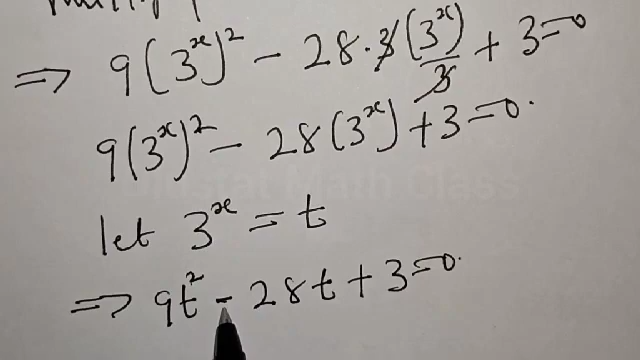 ⇒ 9(3^x)^2 − 28·3(3^x)/3 + 3=0
9(3^x)^2 − 28(3^x) + 3=0.
let 3^x = t
⇒ 9t^2 − 28t + 3=0.